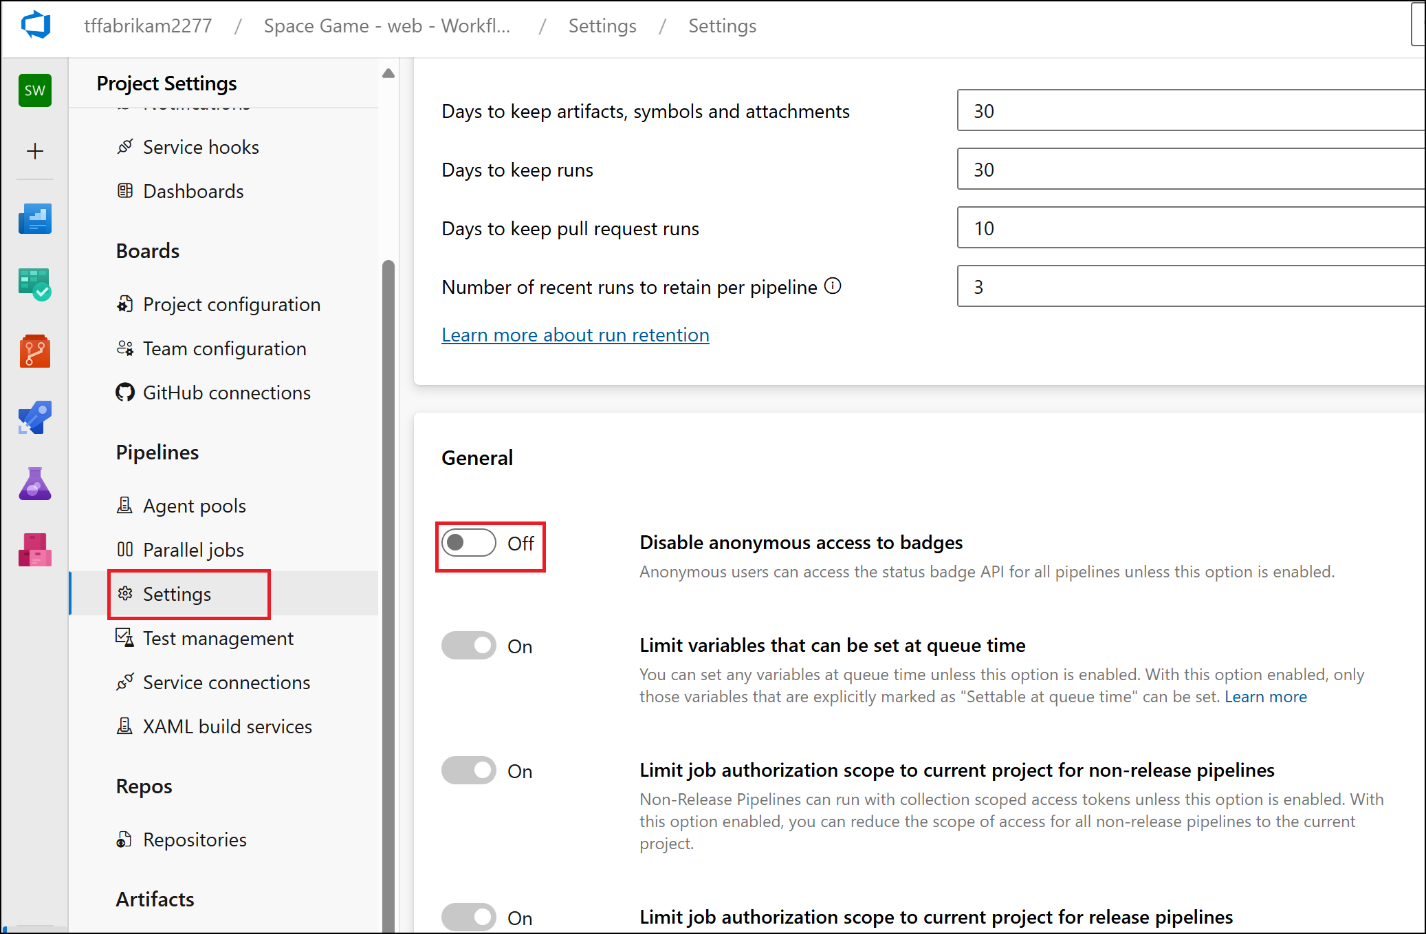 tffabrikam2277 / Space Game - web - Workfl... / Settings / Settings
SW
Project Settings
Notifications
Service hooks
Dashboards
Boards
Project configuration
Team configuration
GitHub connections
Pipelines
Agent pools
Parallel jobs
Settings
Test management
Service connections
XAML build services
Repos
Repositories
Artifacts
Days to keep artifacts, symbols and attachments 30
Days to keep runs 30
Days to keep pull request runs 10
Number of recent runs to retain per pipeline 3
Learn more about run retention
General
Off Disable anonymous access to badges
Anonymous users can access the status badge API for all pipelines unless this option is enabled.
On Limit variables that can be set at queue time
You can set any variables at queue time unless this option is enabled. With this option enabled, only
those variables that are explicitly marked as "Settable at queue time" can be set. Learn more
On Limit job authorization scope to current project for non-release pipelines
Non-Release Pipelines can run with collection scoped access tokens unless this option is enabled. With
this option enabled, you can reduce the scope of access for all non-release pipelines to the current
project.
On Limit job authorization scope to current project for release pipelines